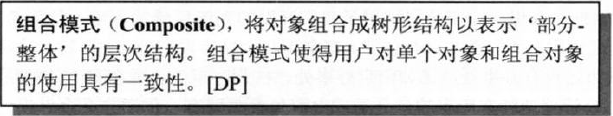 组合模式（Composite），将对象组合成树形结构以表示‘部分-
整体’的层次结构。组合模式使得用户对单个对象和组合对象
的使用具有一致性。[DP]